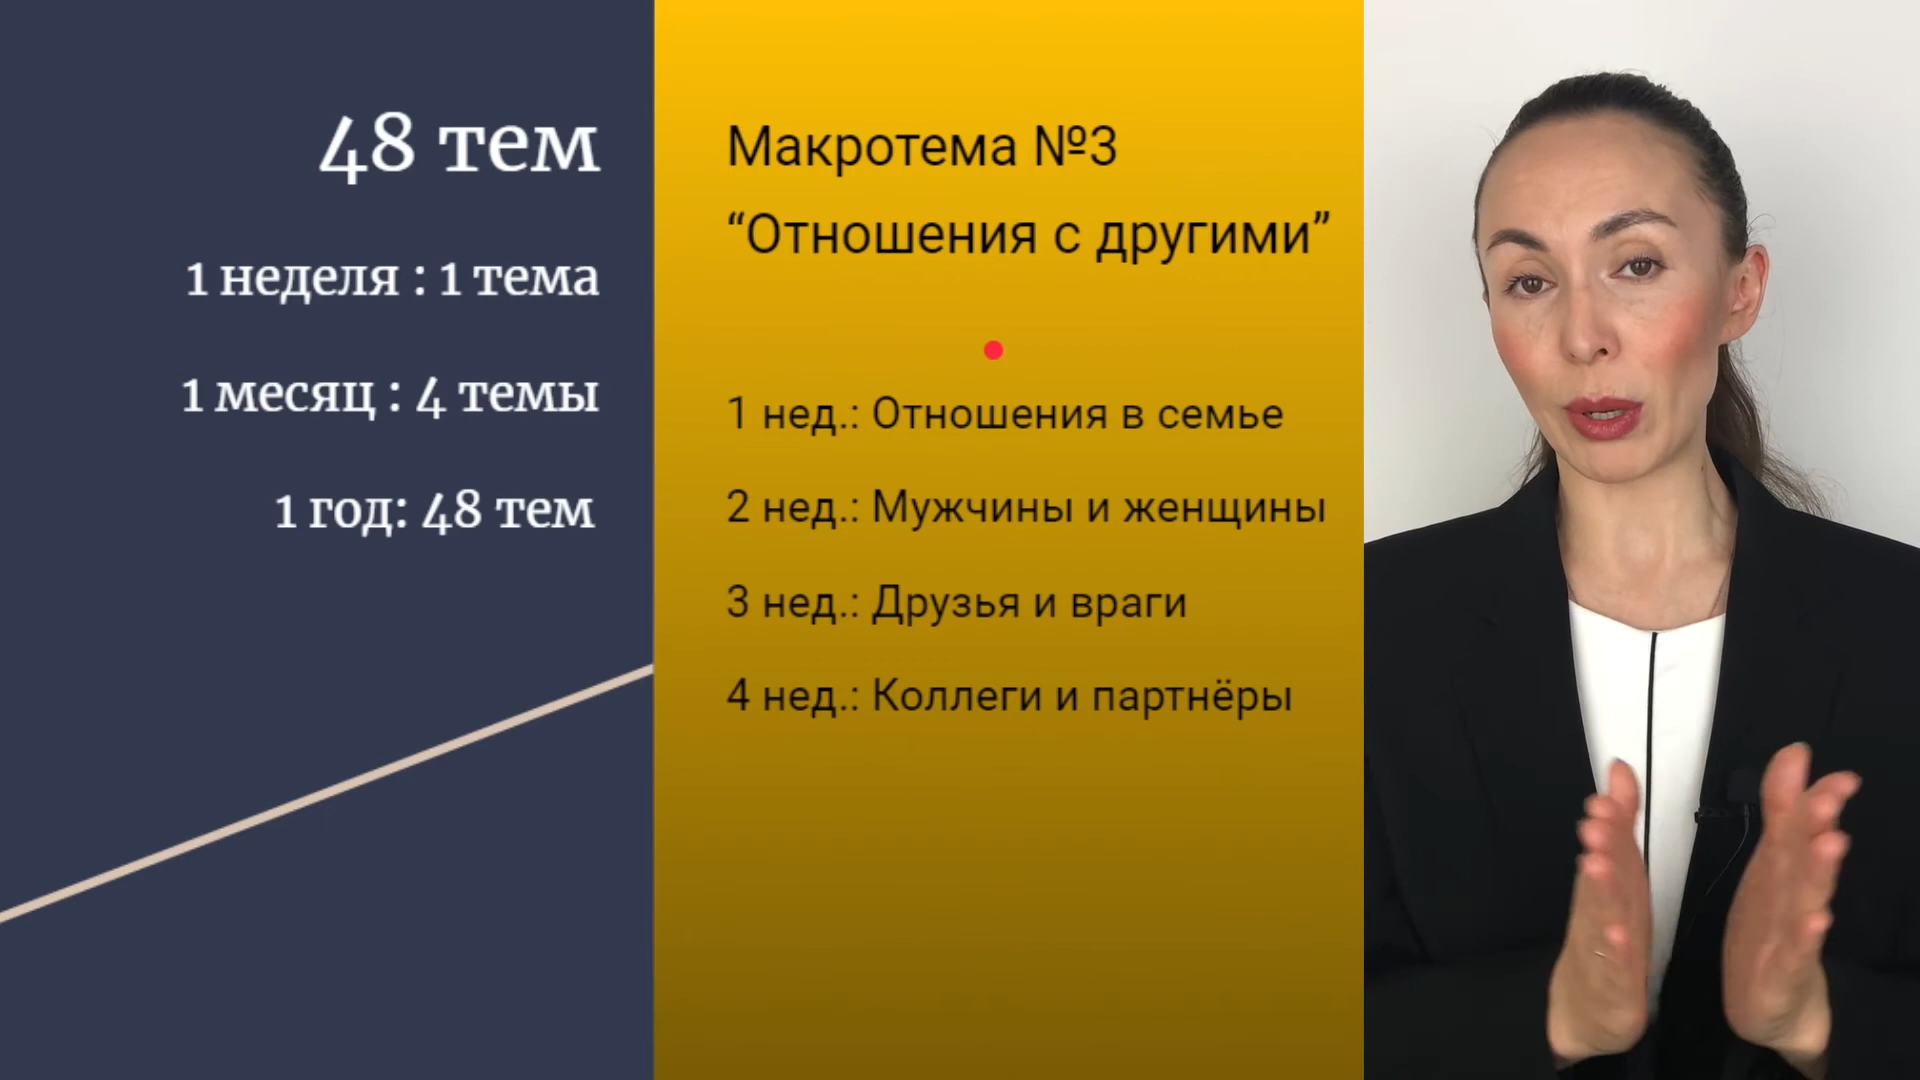 48 тем
1 неделя : 1 тема
1 месяц : 4 темы
1 год: 48 тем
Макротема №3
“Отношения с другими”
1 нед.: Отношения в семье
2 нед.: Мужчины и женщины
3 нед.: Друзья и враги
4 нед.: Коллеги и партнёры